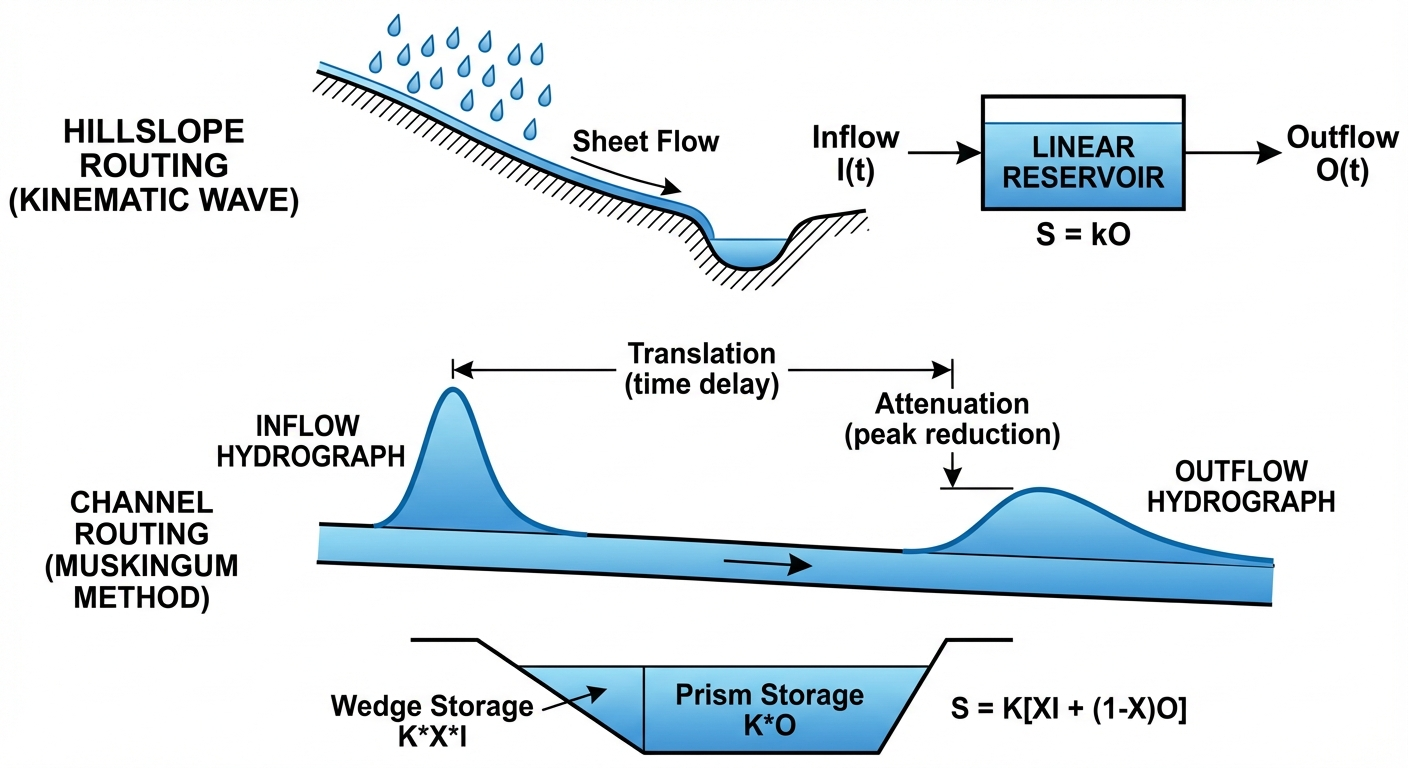 HILLSLOPE
ROUTING
(KINEMATIC WAVE)
Sheet Flow
Inflow
I(t)
LINEAR
RESERVOIR
Outflow
O(t)
S = kO
Translation
(time delay)
Attenuation
(peak reduction)
INFLOW
HYDROGRAPH
OUTFLOW
HYDROGRAPH
CHANNEL
ROUTING
(MUSKINGUM
METHOD)
Wedge Storage
K*X*I
Prism Storage
K*O
S = K[XI + (1-X)O]